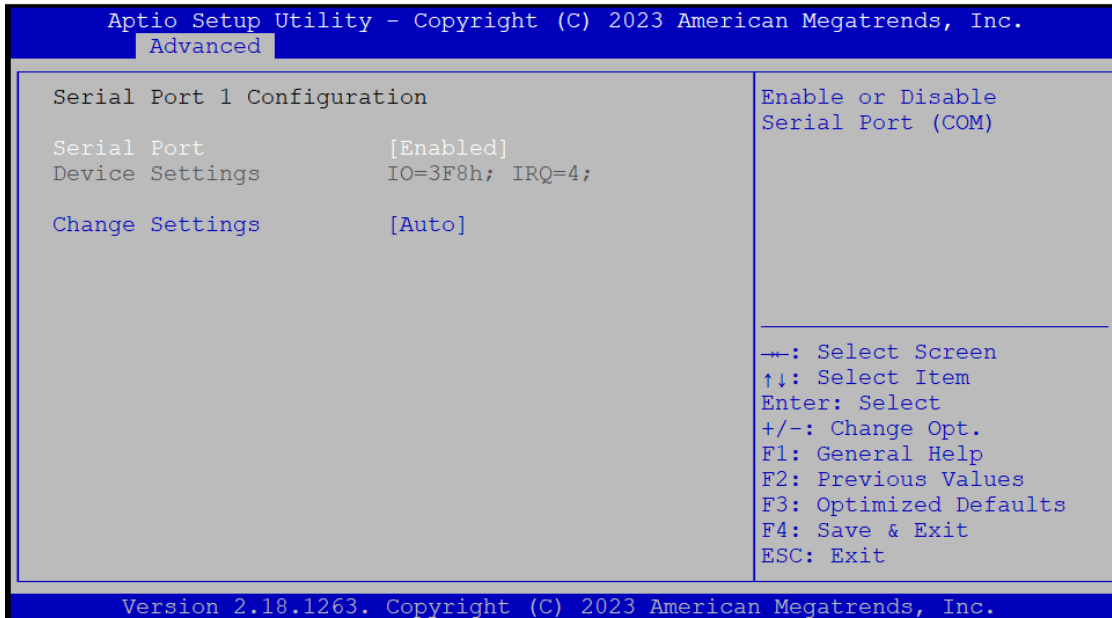 Aptio Setup Utility – Copyright (C) 2023 American Megatrends, Inc.
Advanced
Serial Port 1 Configuration
Serial Port [Enabled]
Device Settings IO=3F8h; IRQ=4;
Change Settings [Auto]
Enable or Disable
Serial Port (COM)
→←: Select Screen
↑↓: Select Item
Enter: Select
+/-: Change Opt.
F1: General Help
F2: Previous Values
F3: Optimized Defaults
F4: Save & Exit
ESC: Exit
Version 2.18.1263. Copyright (C) 2023 American Megatrends, Inc.